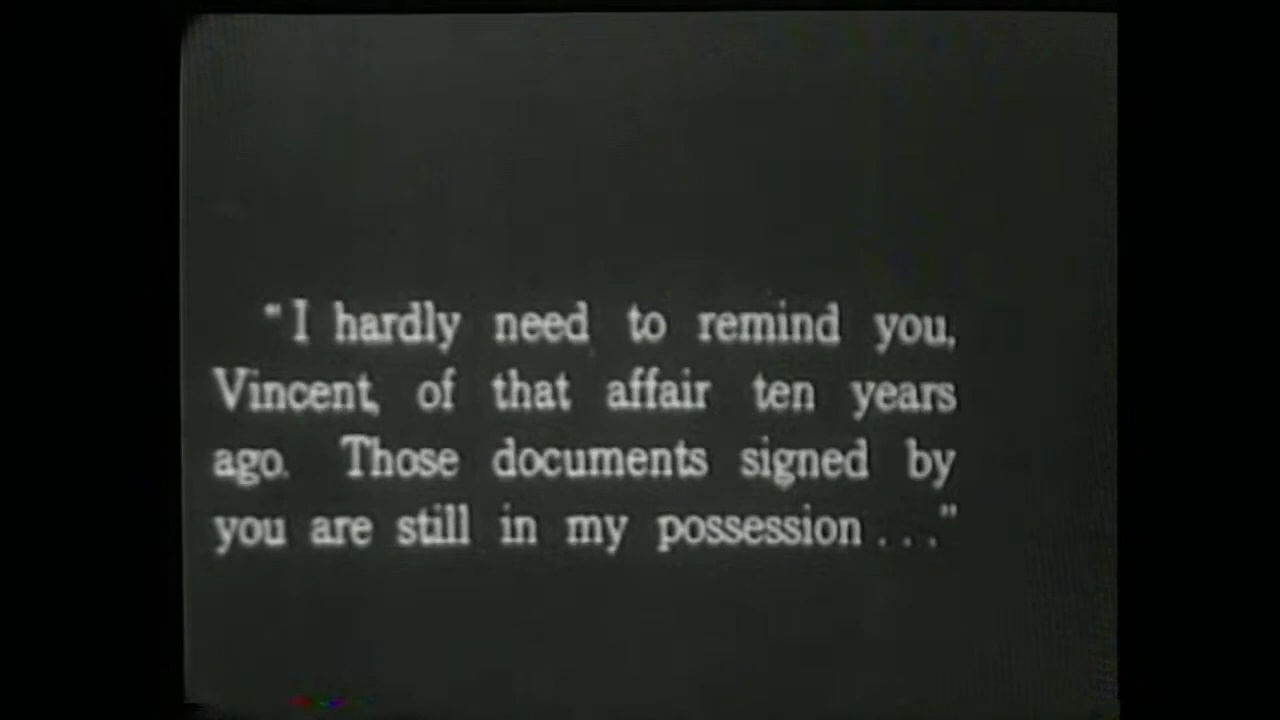 "I hardly need to remind you,
Vincent, of that affair ten years
ago. Those documents signed by
you are still in my possession . . ."